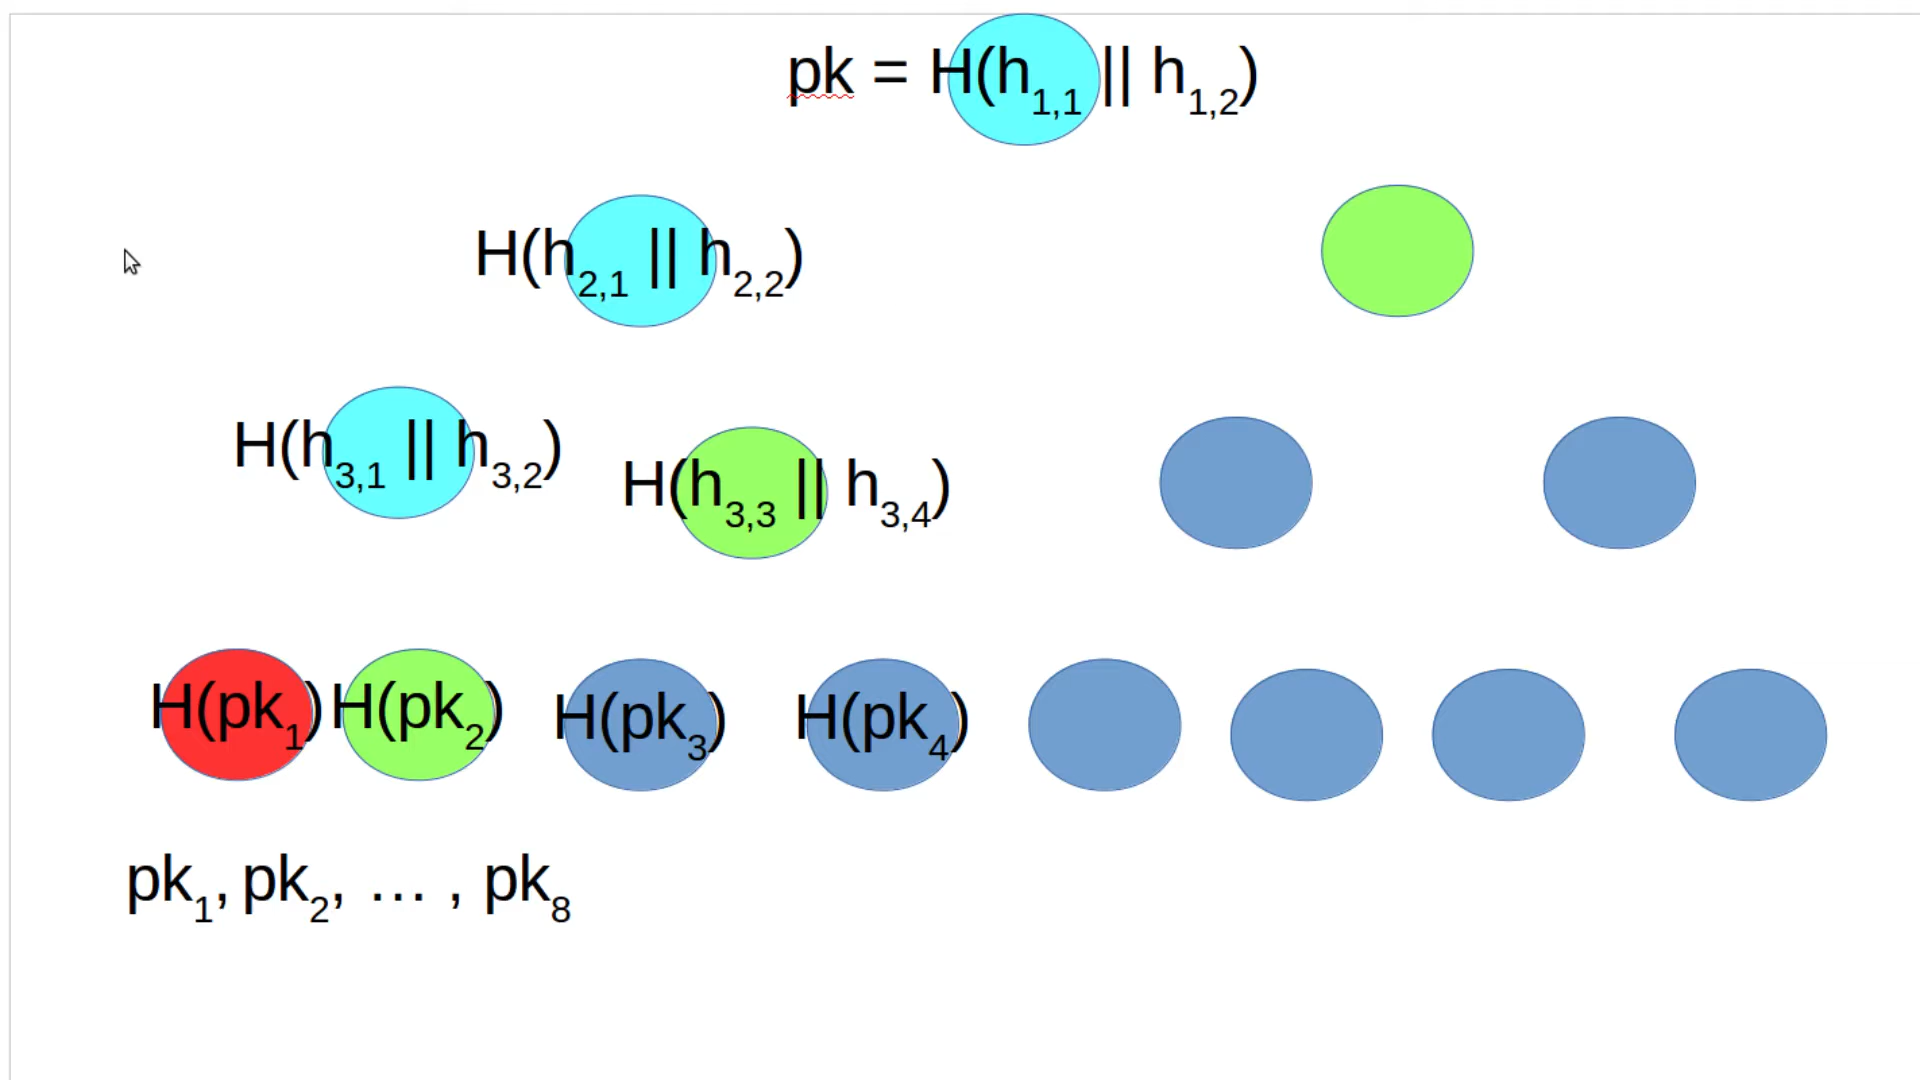 pk = H(h1,1 || h1,2)
H(h2,1 || h2,2)
H(h3,1 || h3,2)
H(h3,3 || h3,4)
H(pk1) H(pk2) H(pk3) H(pk4)
pk1, pk2, … , pk8